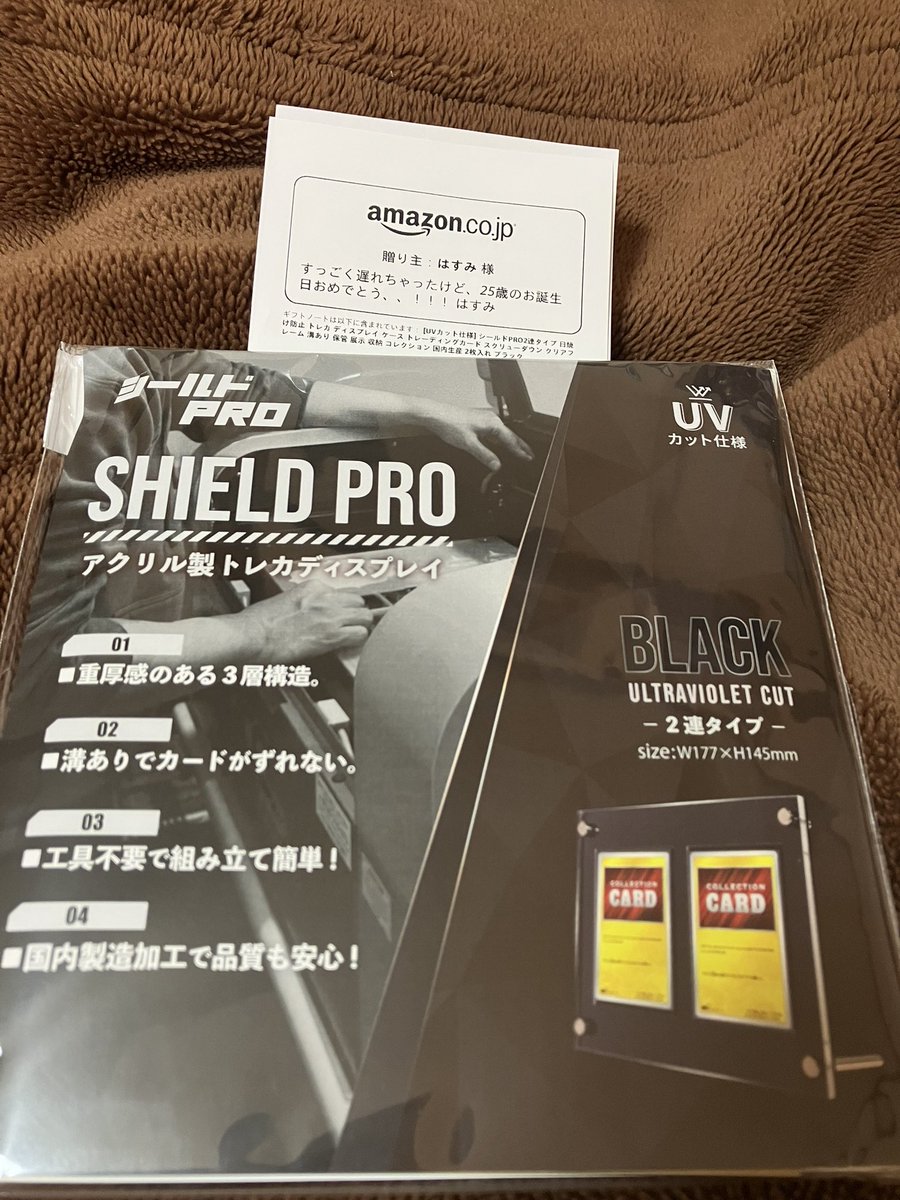 amazon.co.jp
贈り主：はすみ 様
すっごく遅れちゃったけど、25歳のお誕生
日おめでとう、、！！！ はすみ
ギフトノートは以下に含まれています： [UVカット仕様] シールドPRO2連タイプ 日焼
け防止 トレカ ディスプレイ ケース トレーディングカード スクリューダウン クリアフ
レーム 溝あり 保管 展示 収納 コレクション 国内生産 2枚入れ ブラック
シールド
PRO
SHIELD PRO
アクリル製トレカディスプレイ
01
■重厚感のある３層構造。
02
■溝ありでカードがずれない。
03
■工具不要で組み立て簡単！
04
■国内製造加工で品質も安心！
UV
カット仕様
BLACK
ULTRAVIOLET CUT
－２連タイプ－
size:W177×H145mm
COLLECTION
CARD
COLLECTION
CARD